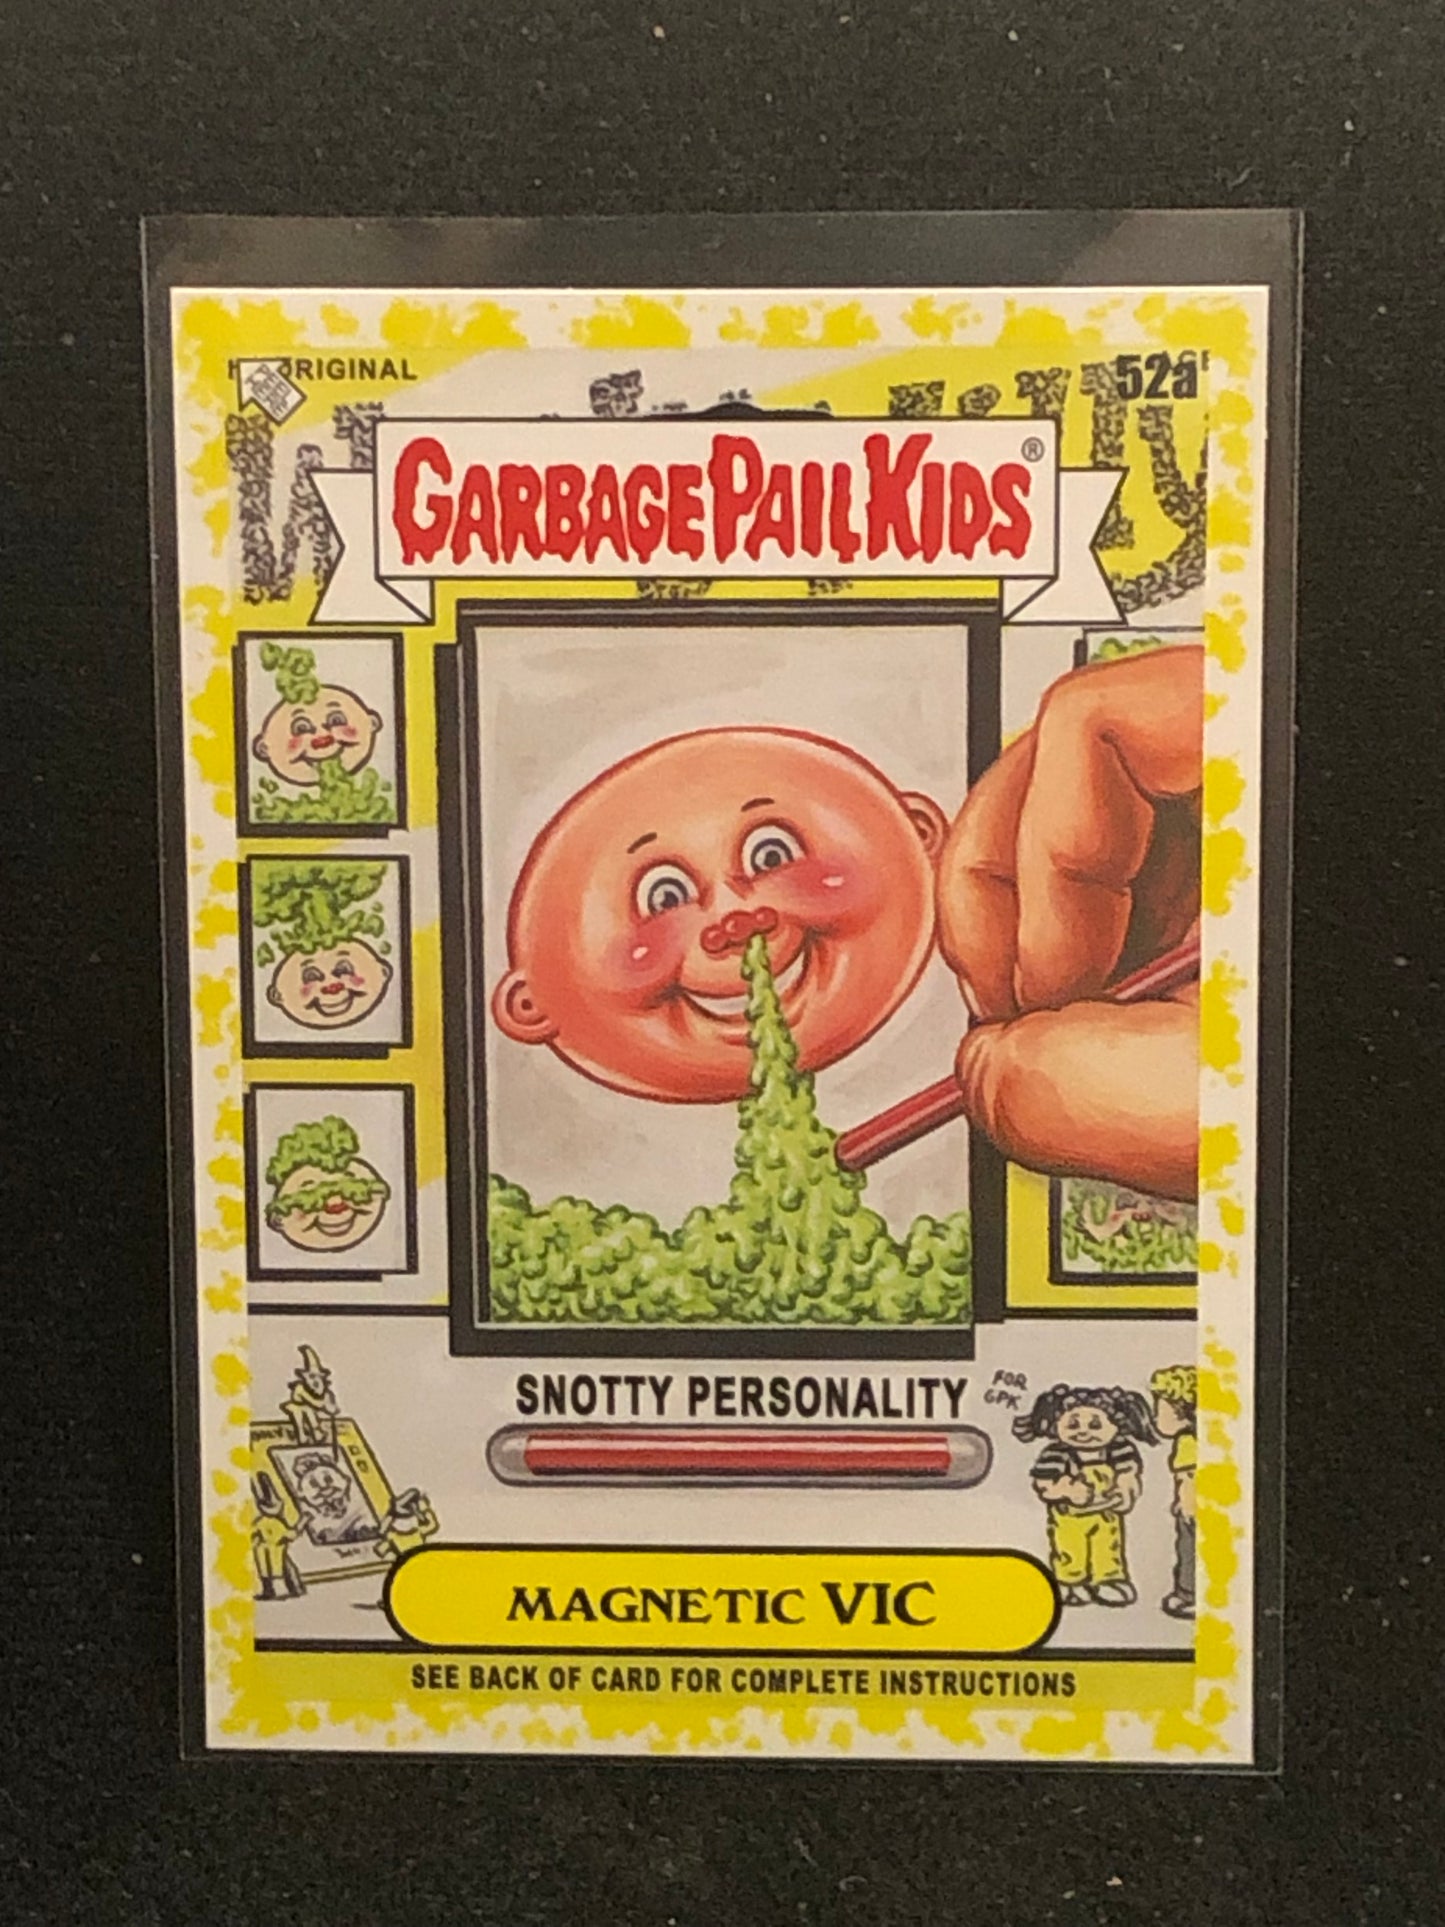 ORIGINAL
52a
GARBAGE PAIL KIDS®
SNOTTY PERSONALITY
FOR
GPK
MAGNETIC VIC
SEE BACK OF CARD FOR COMPLETE INSTRUCTIONS